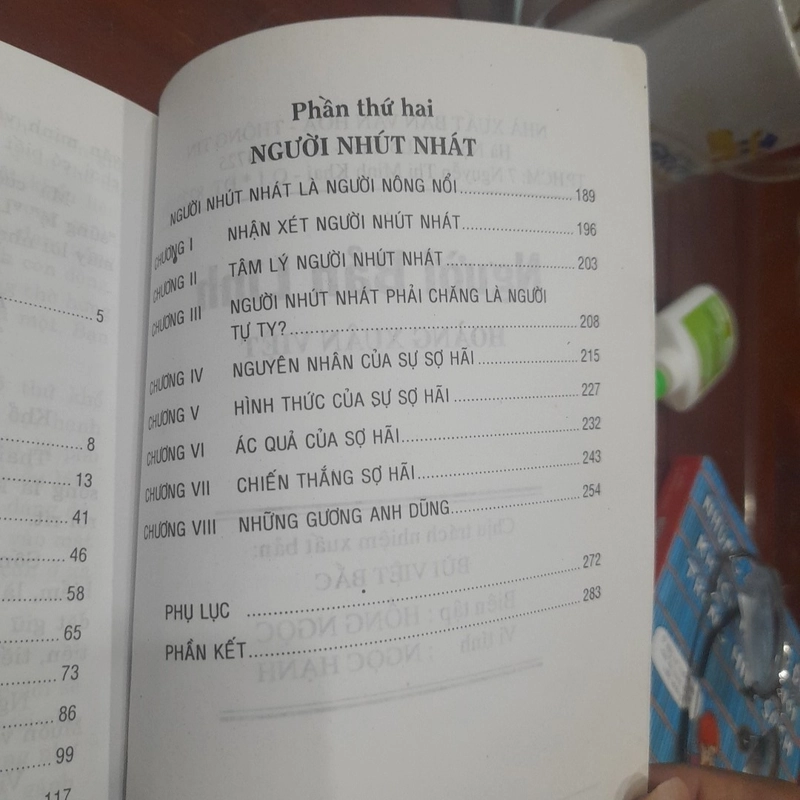 5
8
13
41
46
58
65
73
86
99
117
Phần thứ hai
NGƯỜI NHÚT NHÁT
NGƯỜI NHÚT NHÁT LÀ NGƯỜI NÔNG NỔI 189
CHƯƠNG I NHẬN XÉT NGƯỜI NHÚT NHÁT 196
CHƯƠNG II TÂM LÝ NGƯỜI NHÚT NHÁT 203
CHƯƠNG III NGƯỜI NHÚT NHÁT PHẢI CHĂNG LÀ NGƯỜI
TỰ TY? 208
CHƯƠNG IV NGUYÊN NHÂN CỦA SỰ SỢ HÃI 215
CHƯƠNG V HÌNH THỨC CỦA SỰ SỢ HÃI 227
CHƯƠNG VI ÁC QUẢ CỦA SỢ HÃI 232
CHƯƠNG VII CHIẾN THẮNG SỢ HÃI 243
CHƯƠNG VIII NHỮNG GƯƠNG ANH DŨNG 254
PHỤ LỤC 272
PHẦN KẾT 283